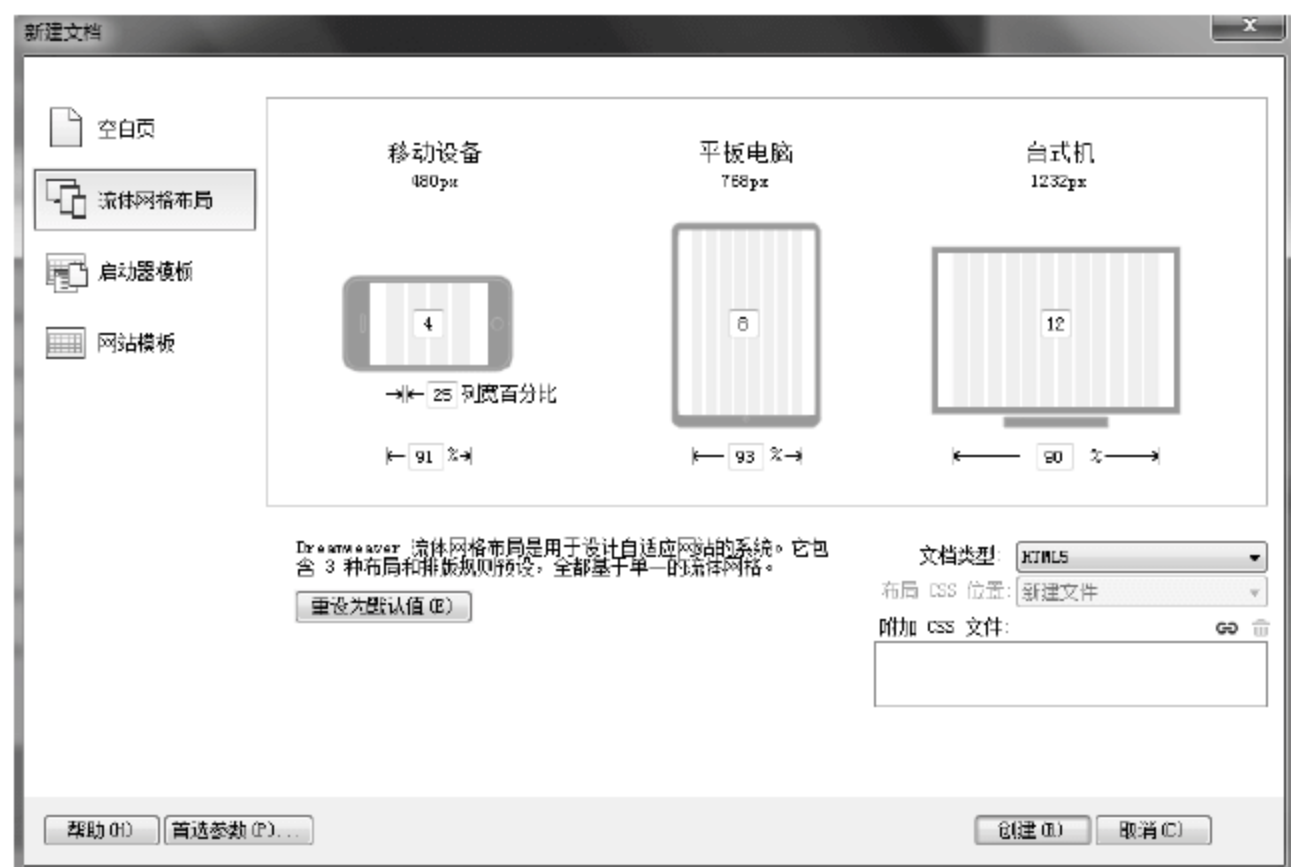 新建文档
x
空白页
流体网格布局
启动器模板
网站模板
移动设备
480px
平板电脑
768px
台式机
1232px
4
8
12
25 列宽百分比
91 %
93 %
90 %
Dreamweaver 流体网格布局是用于设计自适应网站的系统。它包
含 3 种布局和排版规则预设，全都基于单一的流体网格。
重设为默认值(E)
文档类型: HTML5
布局 CSS 位置: 新建文件
附加 CSS 文件:
帮助(H)
首选参数(P)...
创建(R)
取消(C)